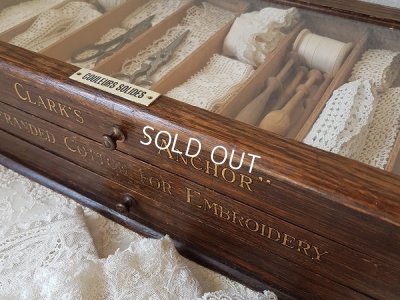 COULEURS SOLIDES
CLARK'S "ANCHOR"
STRANDED COTTON FOR EMBROIDERY
SOLD OUT